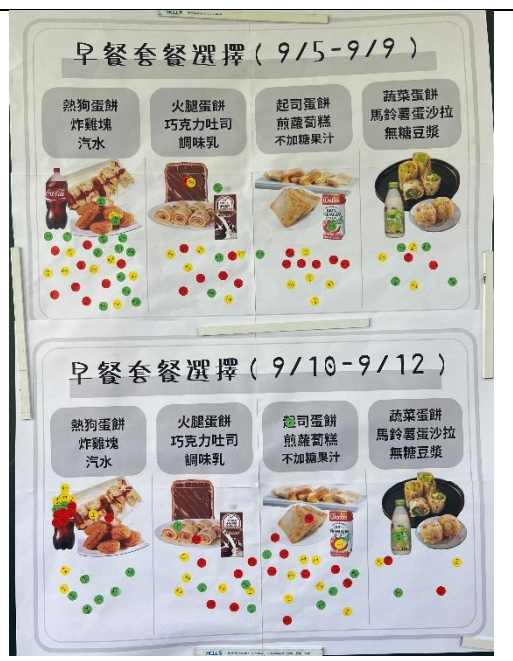 早餐套餐選擇(9/5-9/9)
熱狗蛋餅
炸雞塊
汽水
火腿蛋餅
巧克力吐司
調味乳
起司蛋餅
煎蘿蔔糕
不加糖果汁
蔬菜蛋餅
馬鈴薯蛋沙拉
無糖豆漿
早餐套餐選擇(9/10-9/12)
熱狗蛋餅
炸雞塊
汽水
火腿蛋餅
巧克力吐司
調味乳
起司蛋餅
煎蘿蔔糕
不加糖果汁
蔬菜蛋餅
馬鈴薯蛋沙拉
無糖豆漿